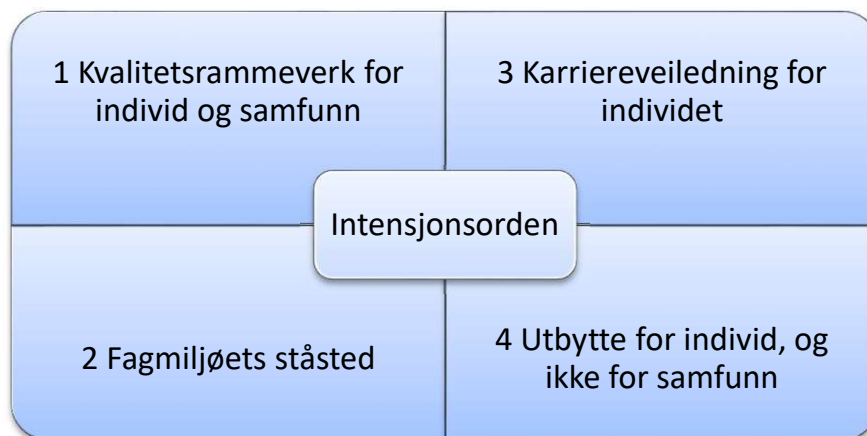 1 Kvalitetsrammeverk for
individ og samfunn
3 Karriereveiledning for
individet
Intensjonsorden
2 Fagmiljøets ståsted
4 Utbytte for individ, og
ikke for samfunn